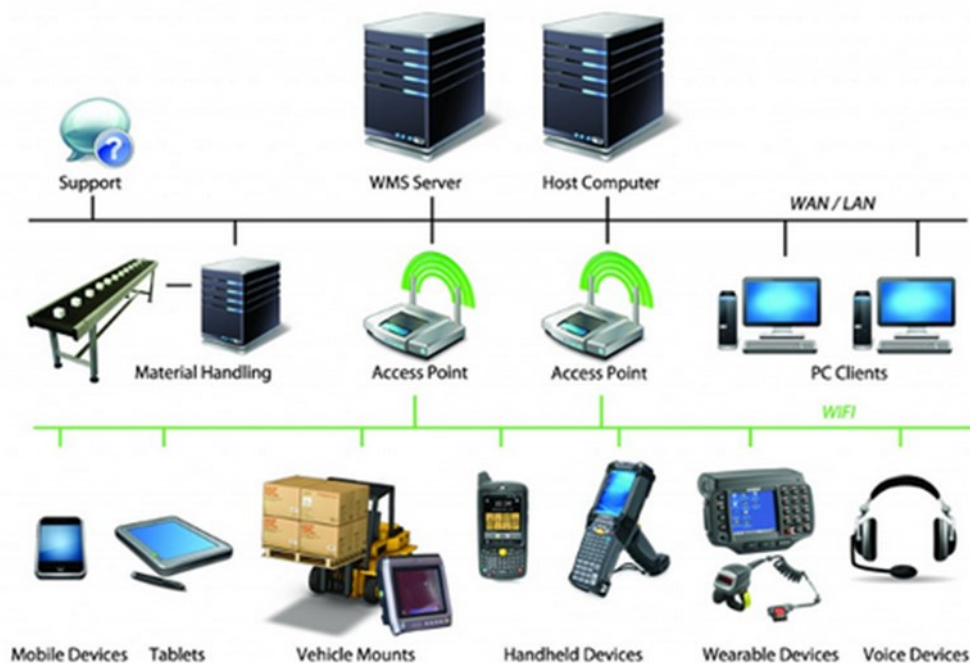 Support
WMS Server
Host Computer
WAN / LAN
Material Handling
Access Point
Access Point
PC Clients
WIFI
Mobile Devices
Tablets
Vehicle Mounts
Handheld Devices
Wearable Devices
Voice Devices